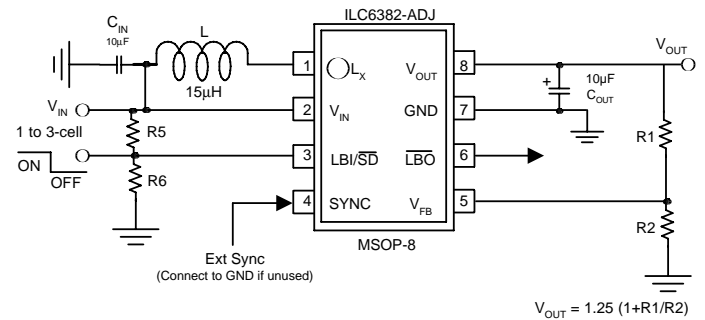 ILC6382-ADJ
C_IN
10µF
L
15µH
V_IN
1 to 3-cell
ON
OFF
R5
R6
1 L_X
2 V_IN
3 LBI/SD
4 SYNC
V_OUT 8
GND 7
LBO 6
V_FB 5
MSOP-8
Ext Sync
(Connect to GND if unused)
+
10µF
C_OUT
V_OUT
R1
R2
V_OUT = 1.25 (1+R1/R2)